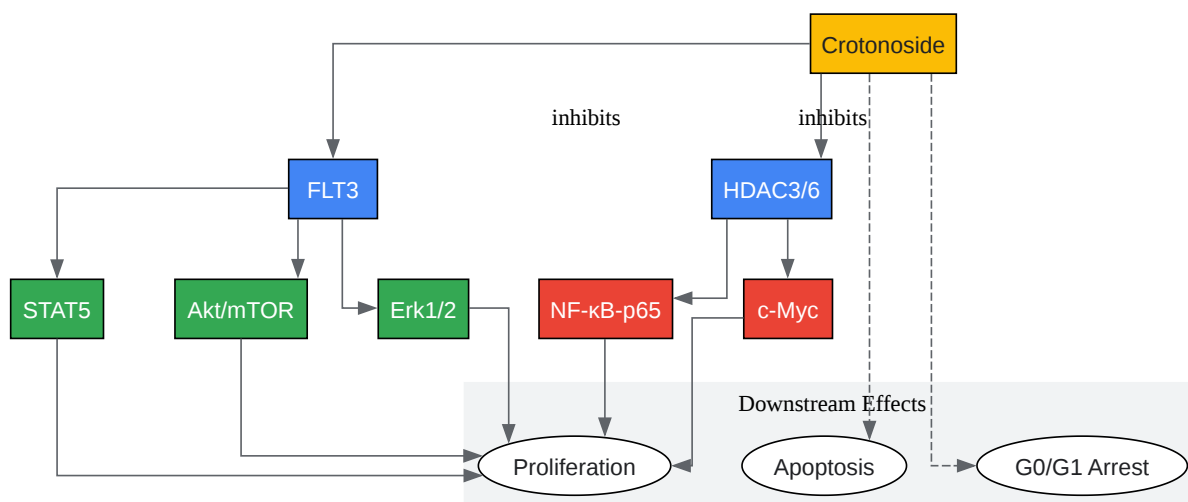 Crotonoside
inhibits
inhibits
FLT3
HDAC3/6
STAT5
Akt/mTOR
Erk1/2
NF-κB-p65
c-Myc
Downstream Effects
Proliferation
Apoptosis
G0/G1 Arrest